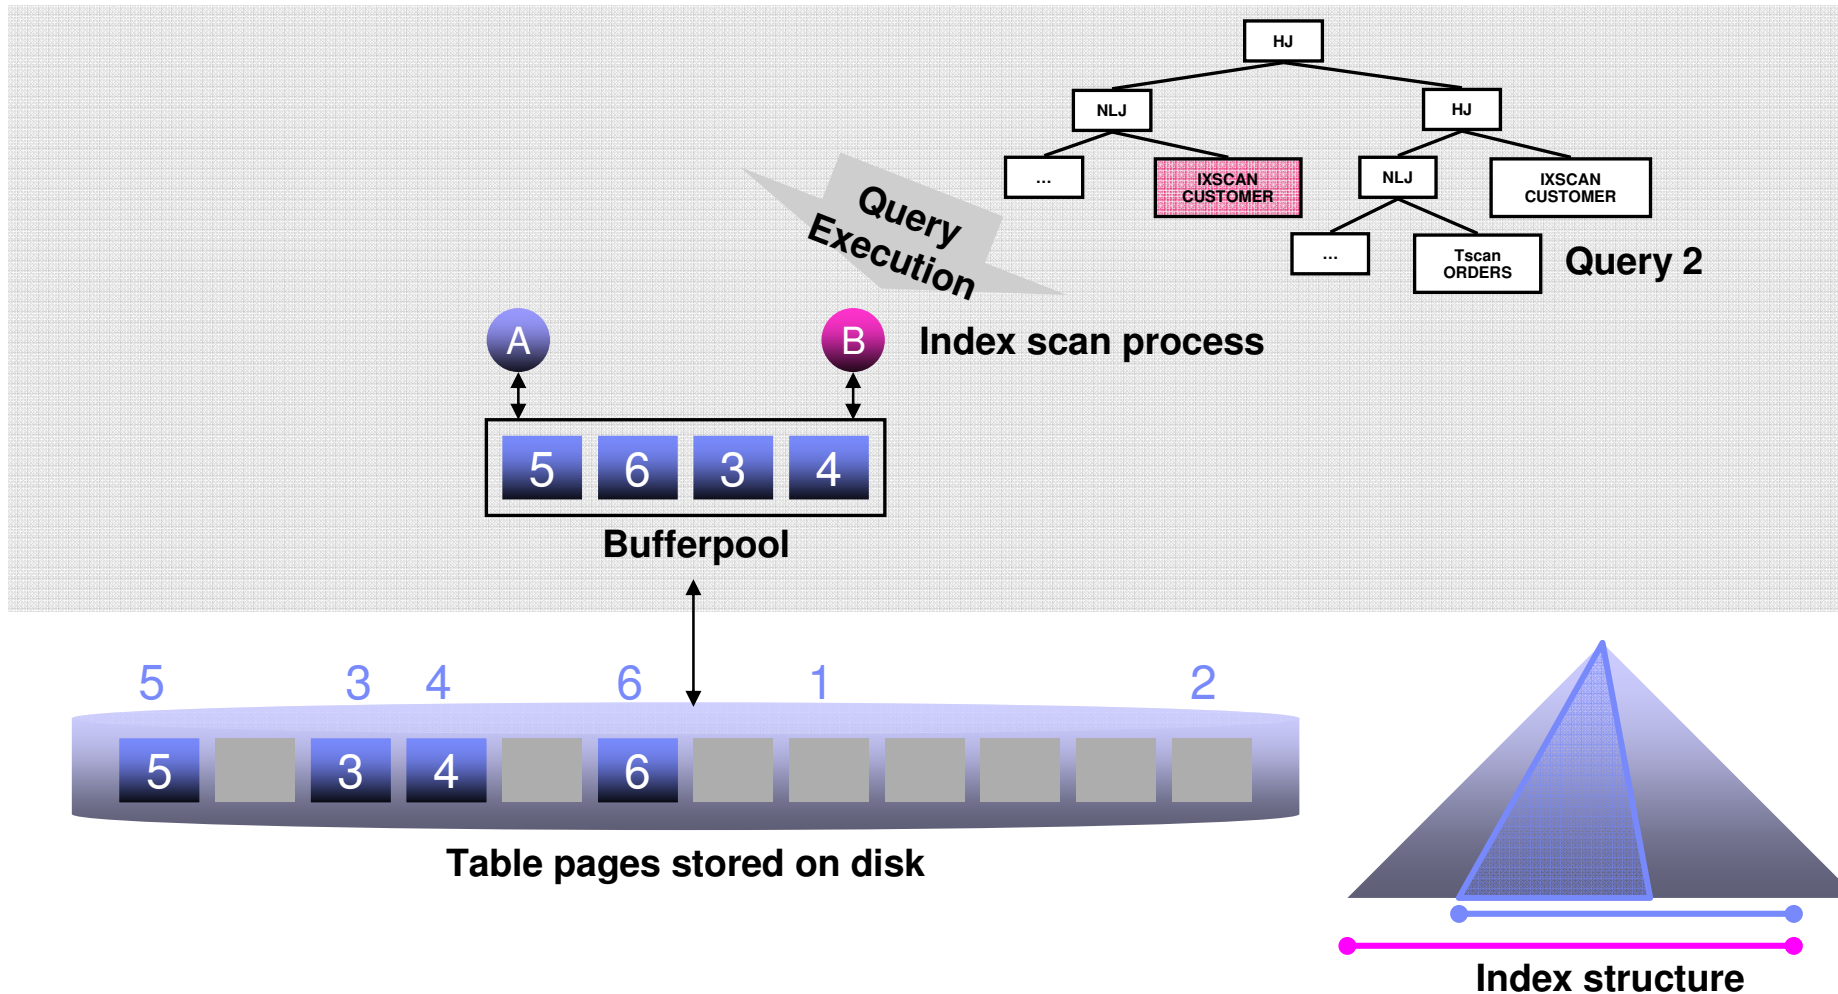 HJ
NLJ
HJ
...
IXSCAN
CUSTOMER
NLJ
IXSCAN
CUSTOMER
...
Tscan
ORDERS
Query 2
Query
Execution
A
B
Index scan process
5 6 3 4
Bufferpool
5 3 4 6 1 2
5 3 4 6
Table pages stored on disk
Index structure